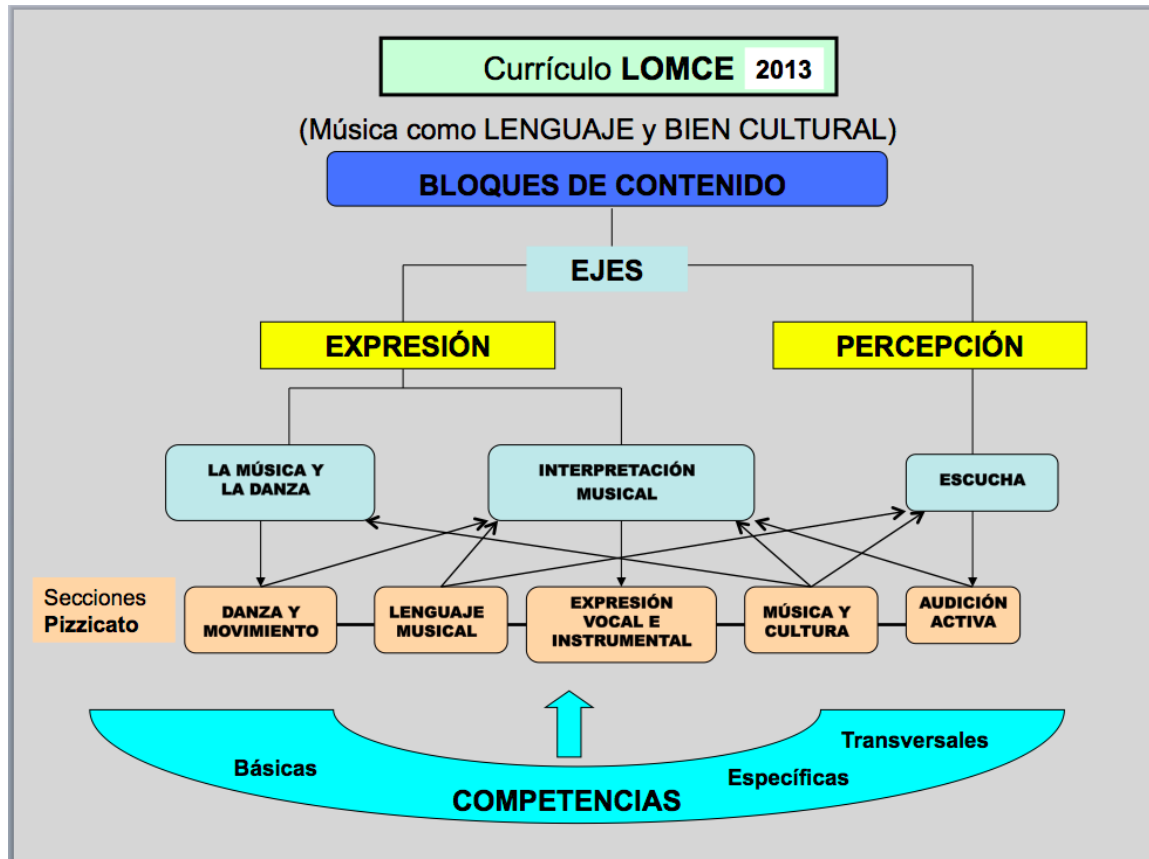 Currículo LOMCE 2013
(Música como LENGUAJE y BIEN CULTURAL)
BLOQUES DE CONTENIDO
EJES
EXPRESIÓN
PERCEPCIÓN
LA MÚSICA Y
LA DANZA
INTERPRETACIÓN
MUSICAL
ESCUCHA
Secciones
Pizzicato
DANZA Y
MOVIMIENTO
LENGUAJE
MUSICAL
EXPRESIÓN
VOCAL E
INSTRUMENTAL
MÚSICA Y
CULTURA
AUDICIÓN
ACTIVA
Básicas
Transversales
Específicas
COMPETENCIAS